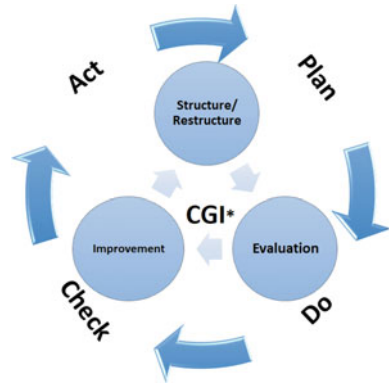 Act
Plan
Structure/
Restructure
CGI*
Improvement
Evaluation
Check
Do